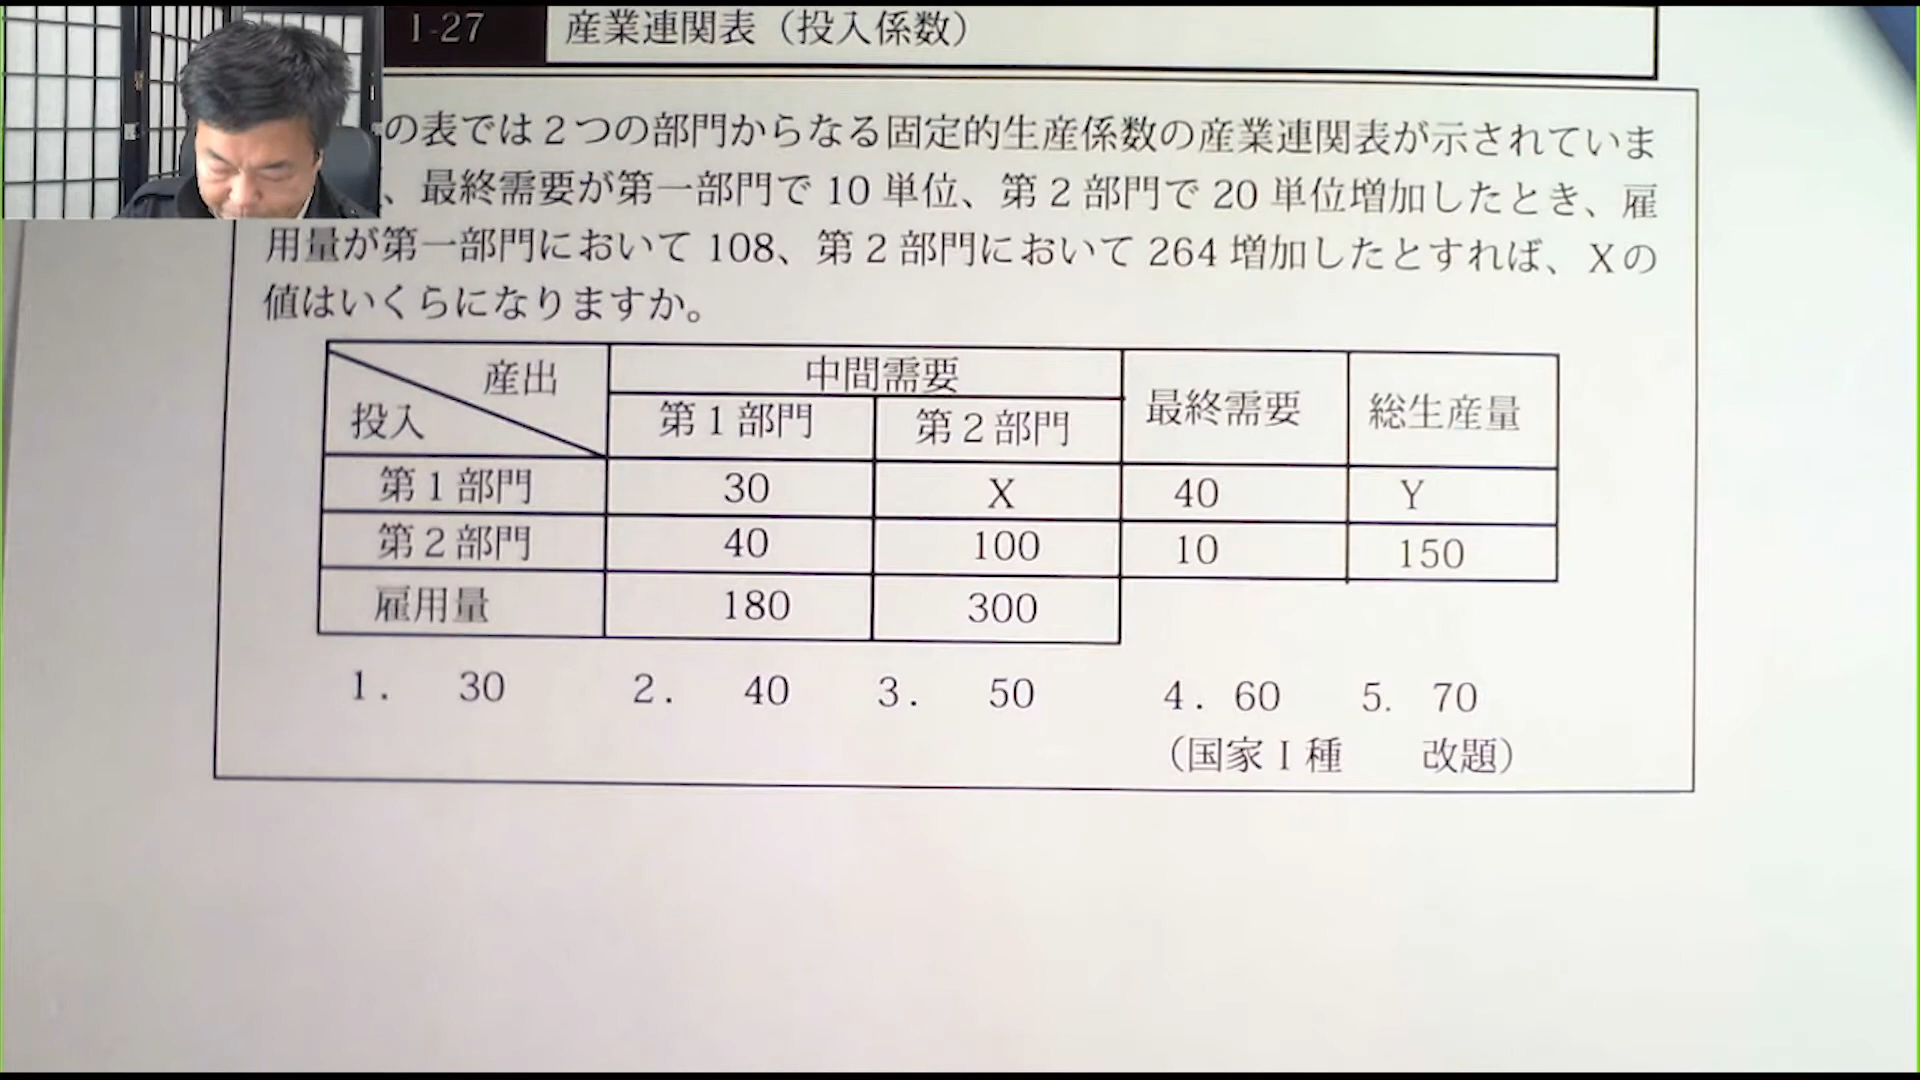 1-27 産業連関表（投入係数）
の表では２つの部門からなる固定的生産係数の産業連関表が示されていま
、最終需要が第一部門で 10 単位、第２部門で 20 単位増加したとき、雇
用量が第一部門において 108、第２部門において 264 増加したとすれば、Ｘの
値はいくらになりますか。
産出 中間需要 最終需要 総生産量
投入 第１部門 第２部門
第１部門 30 X 40 Y
第２部門 40 100 10 150
雇用量 180 300
1. 30 2. 40 3. 50 4. 60 5. 70
（国家Ⅰ種 改題）